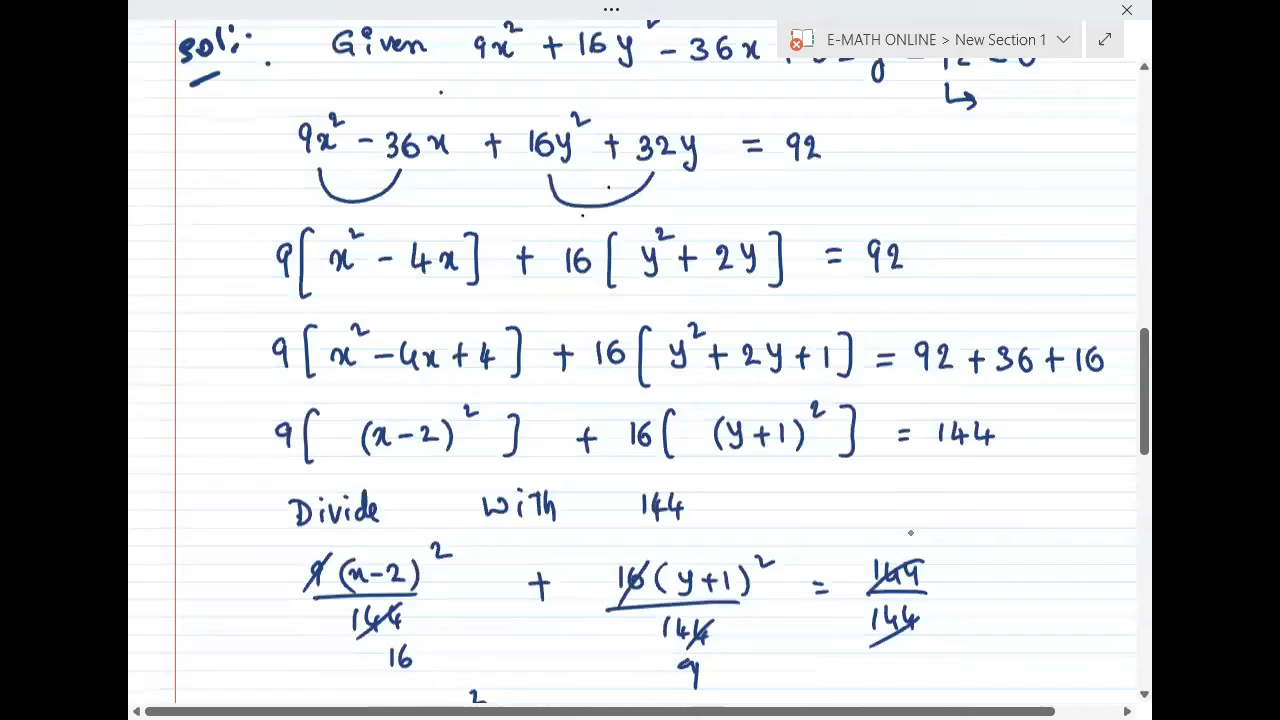 E-MATH ONLINE > New Section 1
Sol:. Given 9x² + 16y² - 36x
9x² - 36x + 16y² + 32y = 92
9[x² - 4x] + 16[y² + 2y] = 92
9[x² - 4x + 4] + 16[y² + 2y + 1] = 92 + 36 + 16
9[(x-2)²] + 16[(y+1)²] = 144
Divide with 144
9(x-2)² + 16(y+1)² = 144
144 144 144
16 9
2